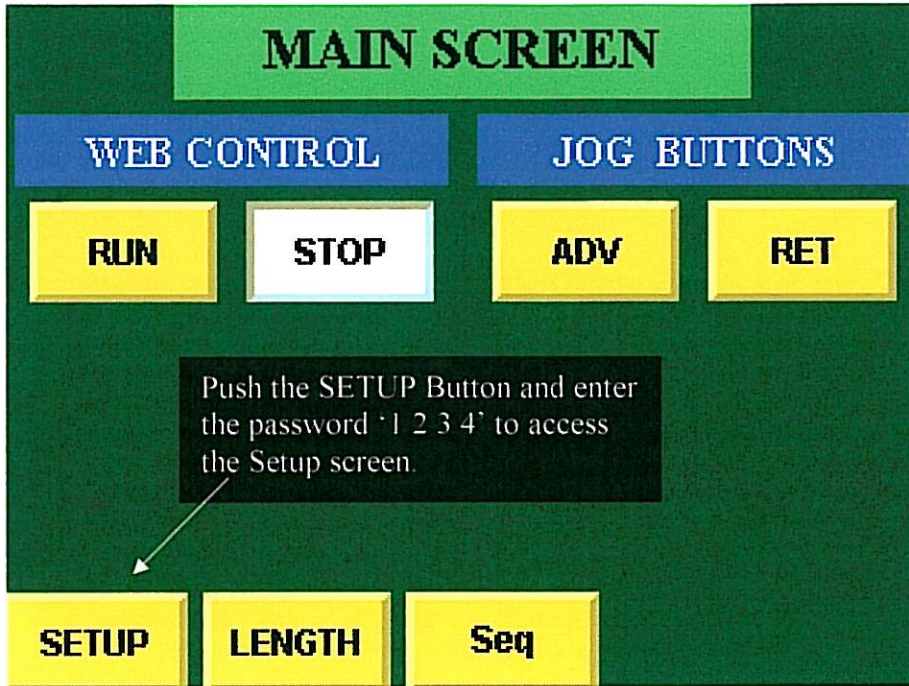 MAIN SCREEN
WEB CONTROL
JOG BUTTONS
RUN
STOP
ADV
RET
Push the SETUP Button and enter
the password ‘1 2 3 4’ to access
the Setup screen.
SETUP
LENGTH
Seq